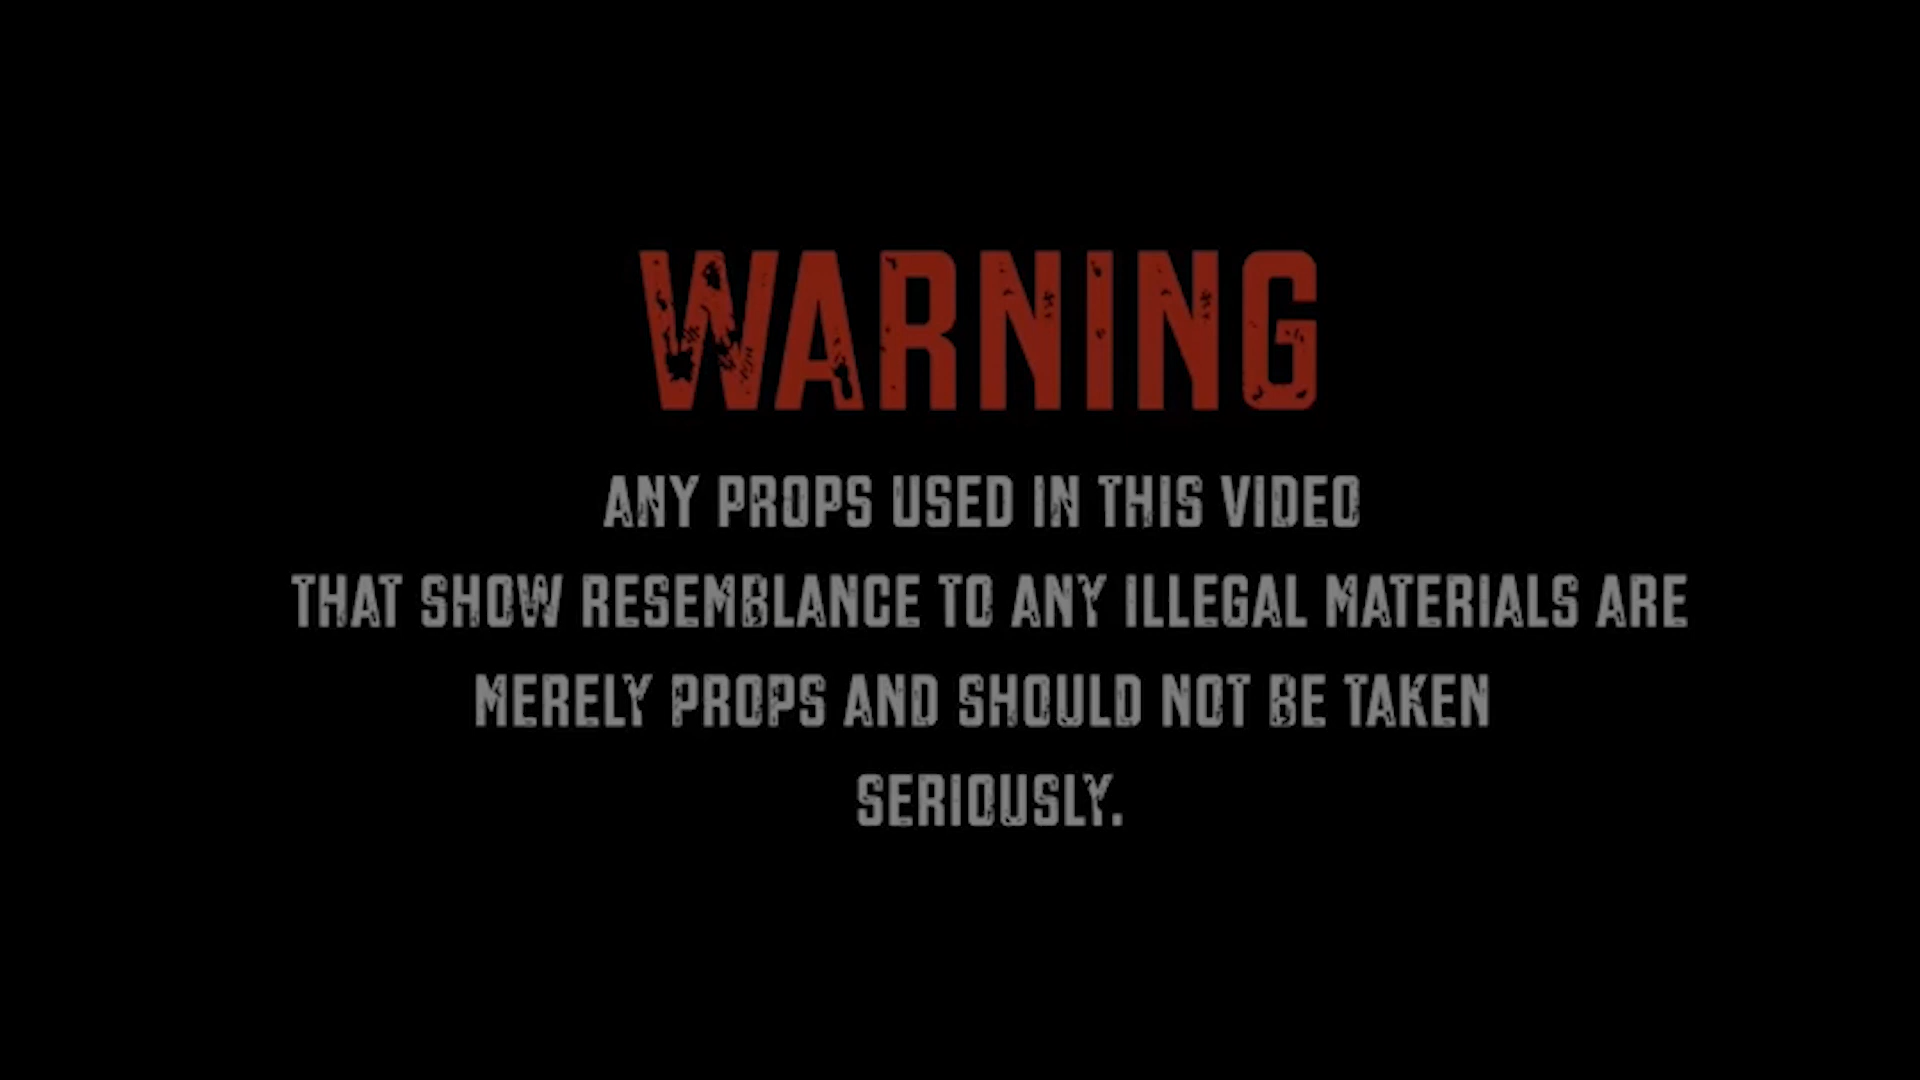 WARNING
ANY PROPS USED IN THIS VIDEO
THAT SHOW RESEMBLANCE TO ANY ILLEGAL MATERIALS ARE
MERELY PROPS AND SHOULD NOT BE TAKEN
SERIOUSLY.